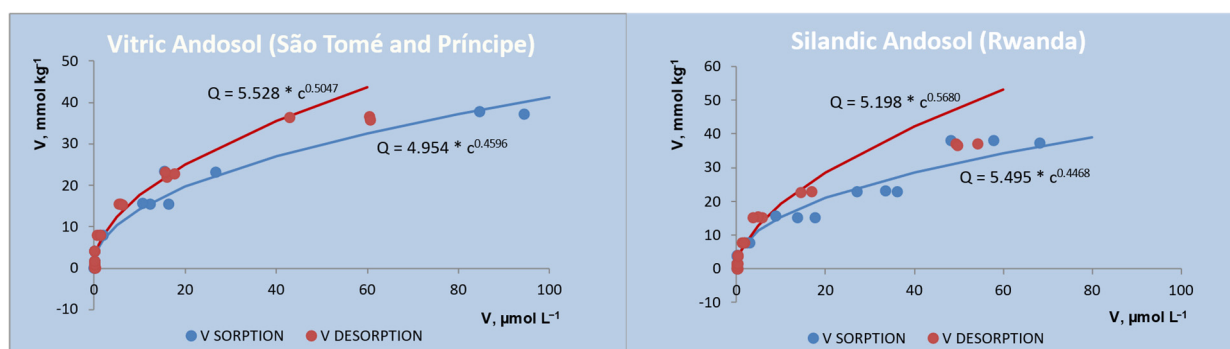 Vitric Andosol (São Tomé and Príncipe)
V, mmol kg⁻¹
50
40
30
20
10
0
-10
Q = 5.528 * c^0.5047
Q = 4.954 * c^0.4596
0 20 40 60 80 100
V, µmol L⁻¹
V SORPTION V DESORPTION
Silandic Andosol (Rwanda)
V, mmol kg⁻¹
60
50
40
30
20
10
0
-10
Q = 5.198 * c^0.5680
Q = 5.495 * c^0.4468
0 20 40 60 80 100
V, µmol L⁻¹
V SORPTION V DESORPTION